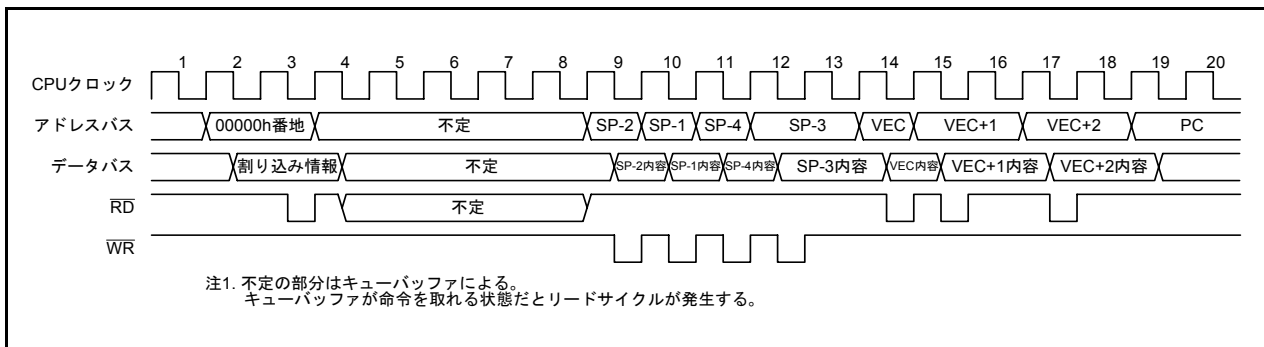 1 2 3 4 5 6 7 8 9 10 11 12 13 14 15 16 17 18 19 20
CPUクロック
アドレスバス 00000h番地 不定 SP-2 SP-1 SP-4 SP-3 VEC VEC+1 VEC+2 PC
データバス 割り込み情報 不定 SP-2内容 SP-1内容 SP-4内容 SP-3内容 VEC内容 VEC+1内容 VEC+2内容
RD 不定
WR
注1. 不定の部分はキューバッファによる。
キューバッファが命令を取れる状態だとリードサイクルが発生する。